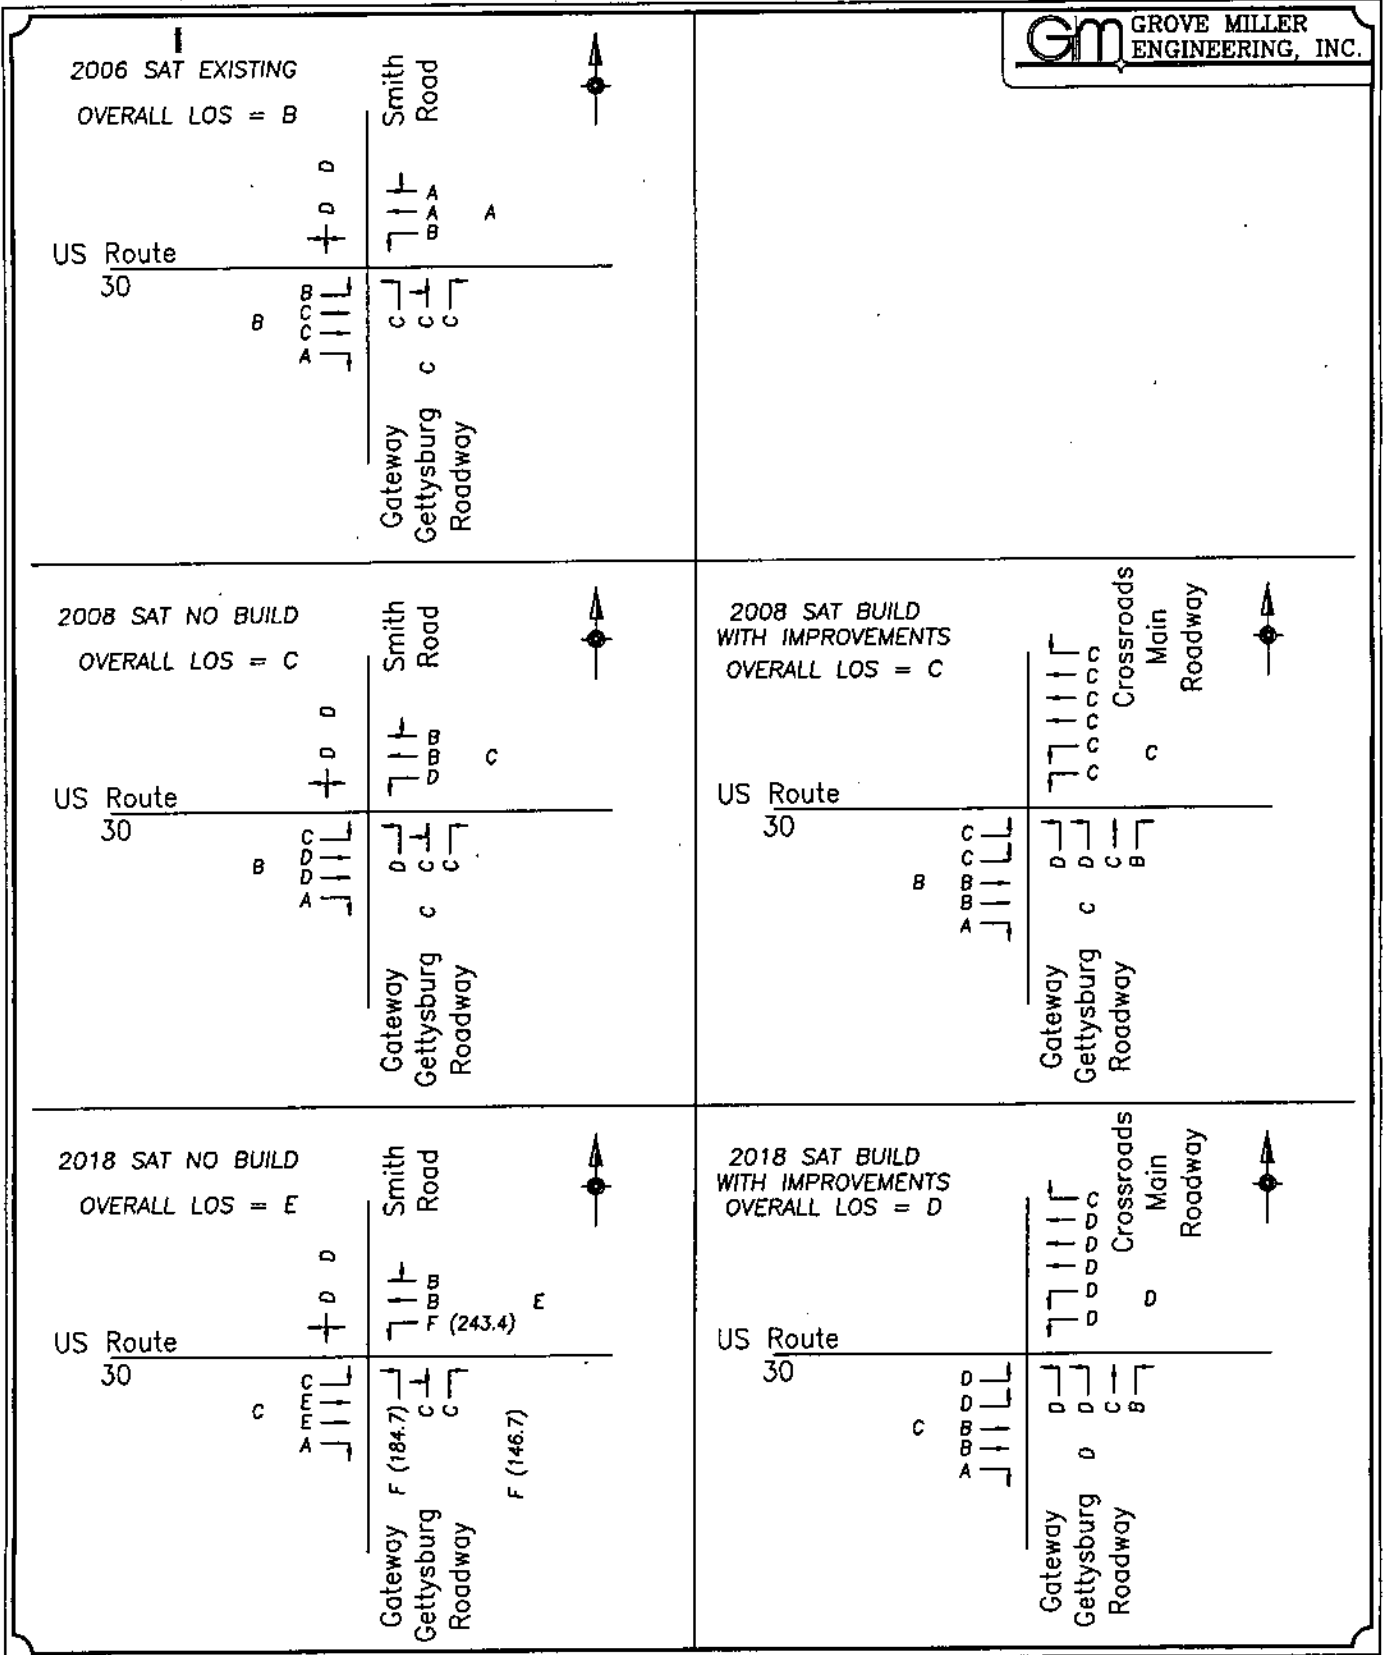 GM GROVE MILLER
ENGINEERING, INC.
2006 SAT EXISTING
OVERALL LOS = B
Smith
Road
D
D
A
A
B
A
US Route
30
B
C
C
A
B
C
C
C
C
Gateway
Gettysburg
Roadway
2008 SAT NO BUILD
OVERALL LOS = C
Smith
Road
D
D
B
B
D
C
US Route
30
C
D
D
A
B
D
C
C
C
Gateway
Gettysburg
Roadway
2008 SAT BUILD
WITH IMPROVEMENTS
OVERALL LOS = C
Crossroads
Main
Roadway
C
C
C
C
C
C
C
US Route
30
C
C
B
B
A
B
D
D
C
B
C
Gateway
Gettysburg
Roadway
2018 SAT NO BUILD
OVERALL LOS = E
Smith
Road
D
D
B
B
F (243.4)
E
US Route
30
C
E
E
A
C
F (184.7)
C
C
F (146.7)
Gateway
Gettysburg
Roadway
2018 SAT BUILD
WITH IMPROVEMENTS
OVERALL LOS = D
Crossroads
Main
Roadway
C
D
D
D
D
D
D
US Route
30
D
D
B
B
A
C
D
D
C
B
D
Gateway
Gettysburg
Roadway